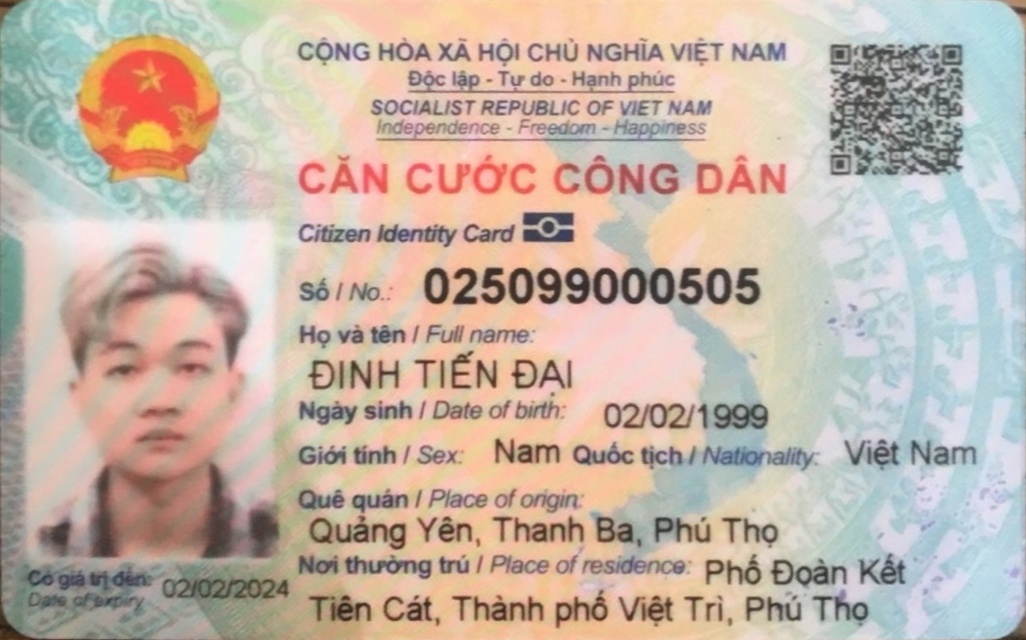 CỘNG HÒA XÃ HỘI CHỦ NGHĨA VIỆT NAM
Độc lập - Tự do - Hạnh phúc
SOCIALIST REPUBLIC OF VIET NAM
Independence - Freedom - Happiness
CĂN CƯỚC CÔNG DÂN
Citizen Identity Card
Số / No.: 025099000505
Họ và tên / Full name:
ĐINH TIẾN ĐẠI
Ngày sinh / Date of birth: 02/02/1999
Giới tính / Sex: Nam Quốc tịch / Nationality: Việt Nam
Quê quán / Place of origin:
Quảng Yên, Thanh Ba, Phú Thọ
Nơi thường trú / Place of residence: Phố Đoàn Kết
Tiên Cát, Thành phố Việt Trì, Phú Thọ
Có giá trị đến: 02/02/2024
Date of expiry